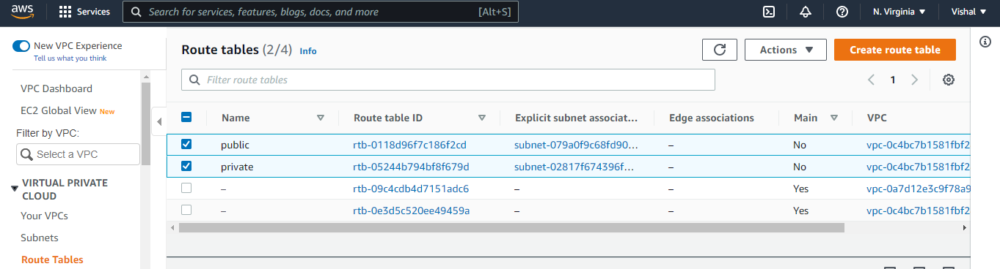 aws Services Search for services, features, blogs, docs, and more [Alt+S] N. Virginia Vishal
New VPC Experience
Tell us what you think
VPC Dashboard
EC2 Global View New
Filter by VPC:
Select a VPC
VIRTUAL PRIVATE
CLOUD
Your VPCs
Subnets
Route Tables
Route tables (2/4) Info Actions Create route table
Filter route tables 1
Name Route table ID Explicit subnet associat... Edge associations Main VPC
public rtb-0118d96f7c186f2cd subnet-079a0f9c68fd90... – No vpc-0c4bc7b1581fbf2
private rtb-05244b794bf8f679d subnet-02817f674396f... – No vpc-0c4bc7b1581fbf2
– rtb-09c4cdb4d7151adc6 – – Yes vpc-0a7d12e3c9f78a9
– rtb-0e3d5c520ee49459a – – Yes vpc-0c4bc7b1581fbf2